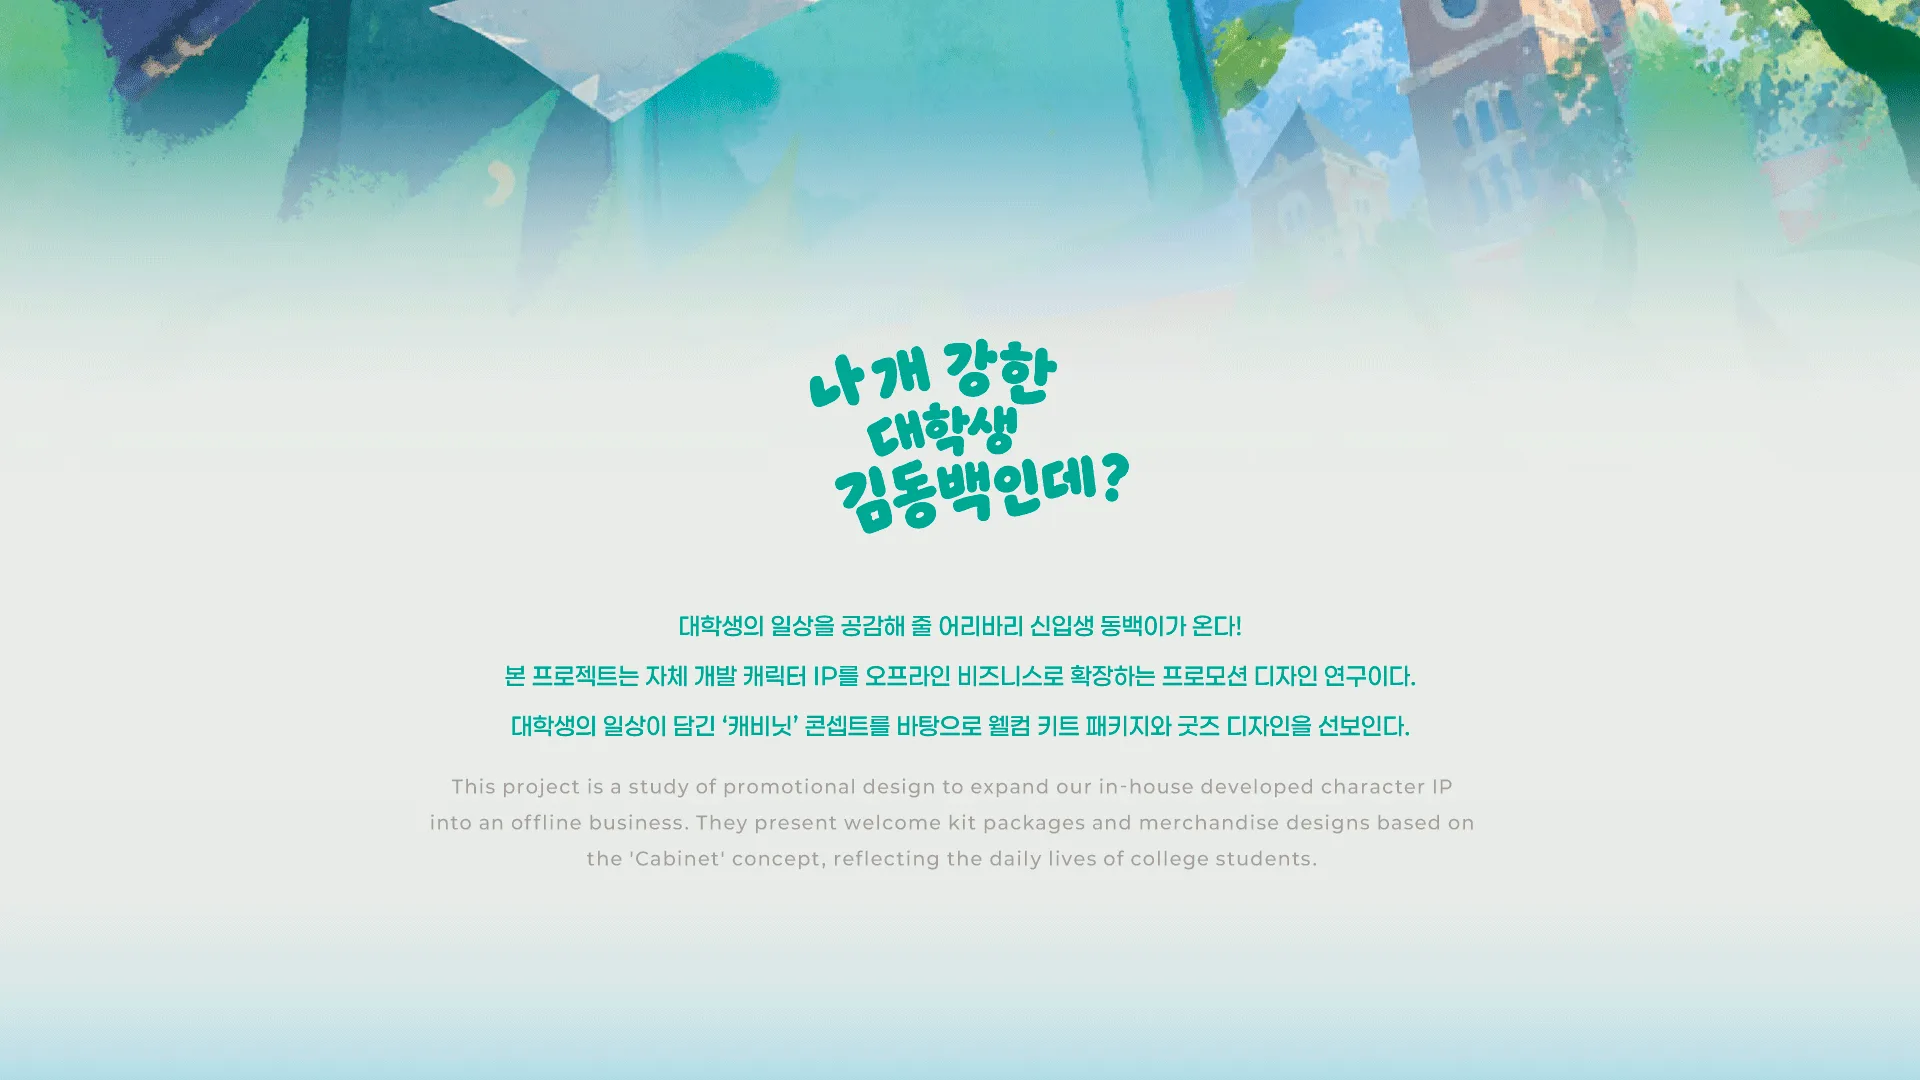 나 개 강한
대학생
김동백인데?
대학생의 일상을 공감해 줄 어리바리 신입생 동백이가 온다!
본 프로젝트는 자체 개발 캐릭터 IP를 오프라인 비즈니스로 확장하는 프로모션 디자인 연구이다.
대학생의 일상이 담긴 ‘캐비닛’ 콘셉트를 바탕으로 웰컴 키트 패키지와 굿즈 디자인을 선보인다.
This project is a study of promotional design to expand our in-house developed character IP
into an offline business. They present welcome kit packages and merchandise designs based on
the 'Cabinet' concept, reflecting the daily lives of college students.